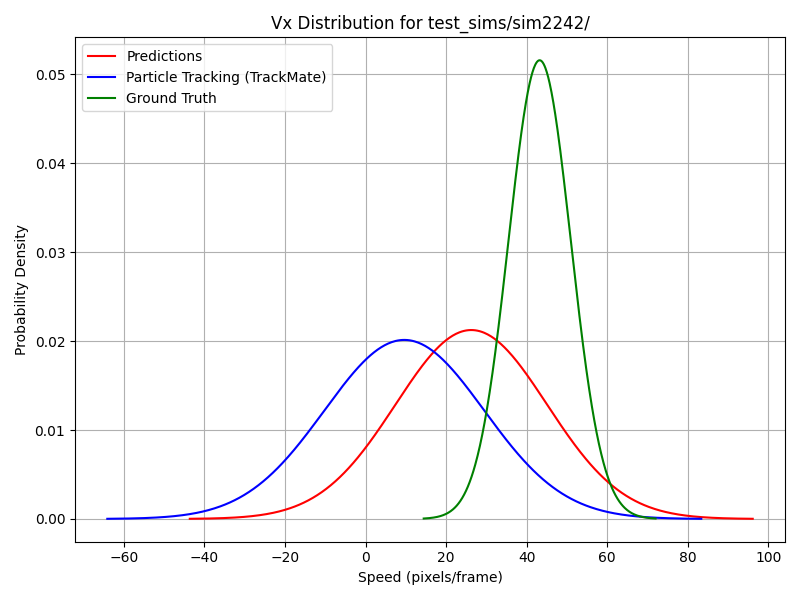 Vx Distribution for test_sims/sim2242/
Predictions
Particle Tracking (TrackMate)
Ground Truth
Probability Density
0.05
0.04
0.03
0.02
0.01
0.00
−60 −40 −20 0 20 40 60 80 100
Speed (pixels/frame)